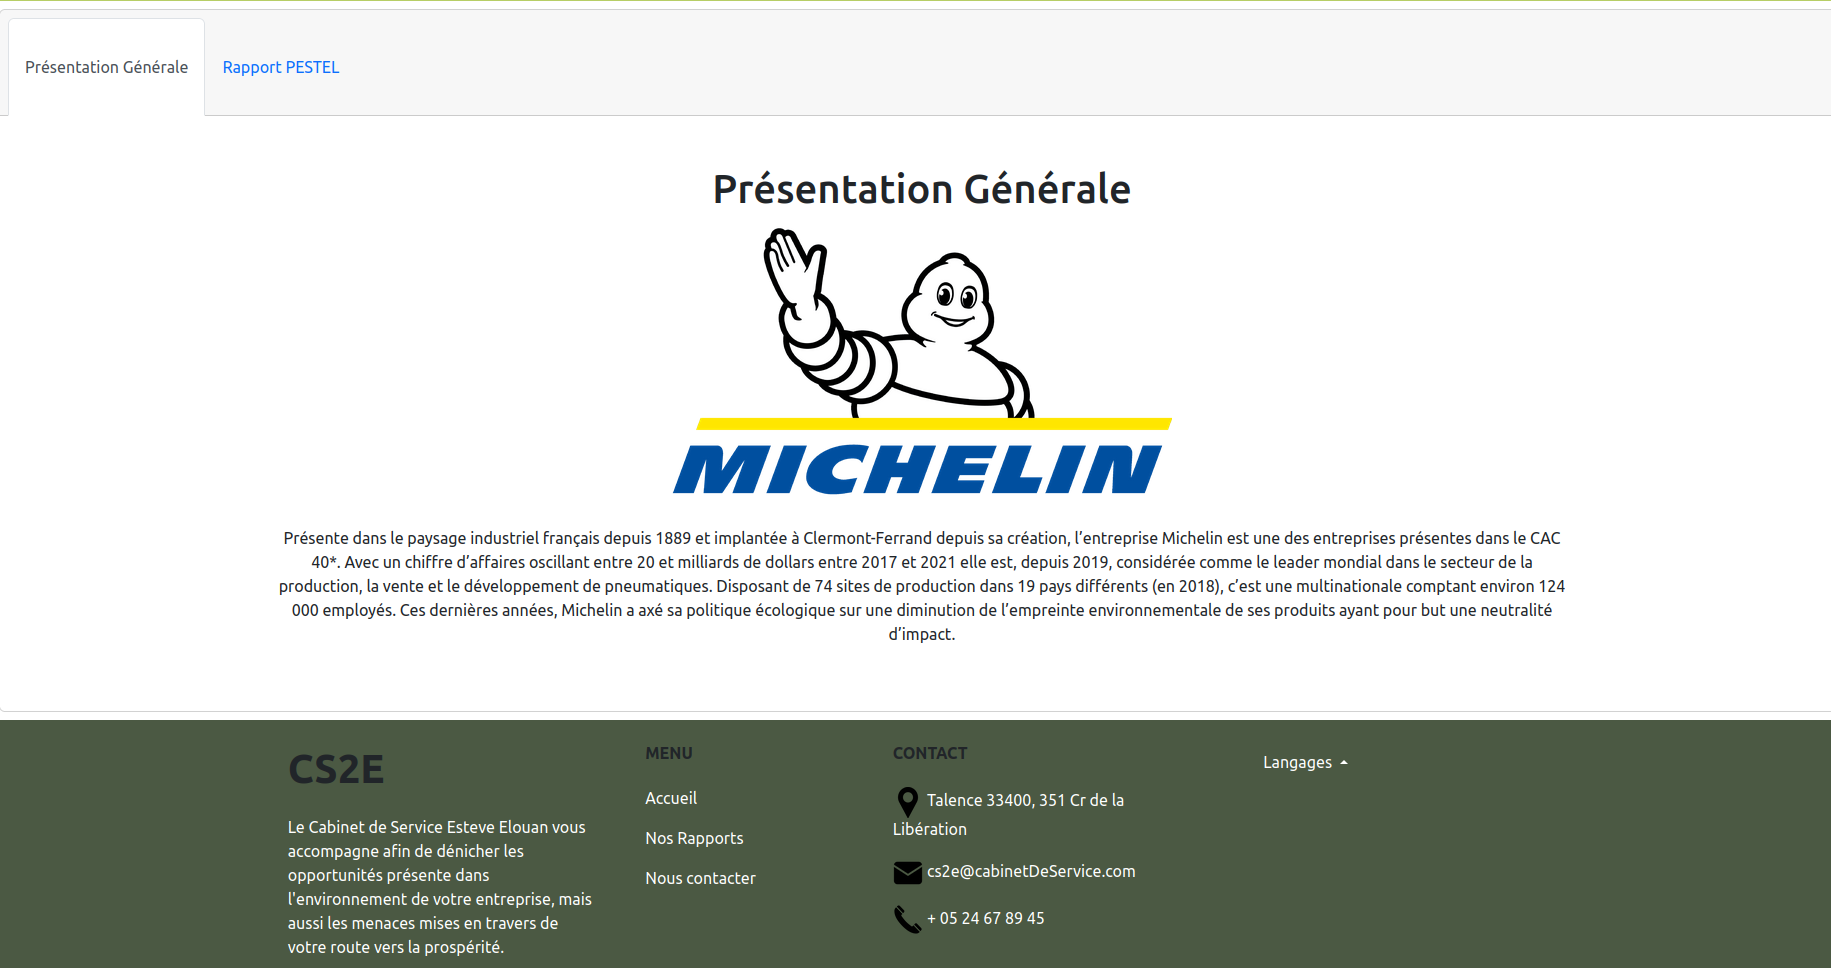 Présentation Générale
Rapport PESTEL
Présentation Générale
MICHELIN
Présente dans le paysage industriel français depuis 1889 et implantée à Clermont-Ferrand depuis sa création, l’entreprise Michelin est une des entreprises présentes dans le CAC
40*. Avec un chiffre d’affaires oscillant entre 20 et milliards de dollars entre 2017 et 2021 elle est, depuis 2019, considérée comme le leader mondial dans le secteur de la
production, la vente et le développement de pneumatiques. Disposant de 74 sites de production dans 19 pays différents (en 2018), c’est une multinationale comptant environ 124
000 employés. Ces dernières années, Michelin a axé sa politique écologique sur une diminution de l’empreinte environnementale de ses produits ayant pour but une neutralité
d’impact.
CS2E
Le Cabinet de Service Esteve Elouan vous
accompagne afin de dénicher les
opportunités présente dans
l'environnement de votre entreprise, mais
aussi les menaces mises en travers de
votre route vers la prospérité.
MENU
Accueil
Nos Rapports
Nous contacter
CONTACT
Talence 33400, 351 Cr de la
Libération
cs2e@cabinetDeService.com
+ 05 24 67 89 45
Langages